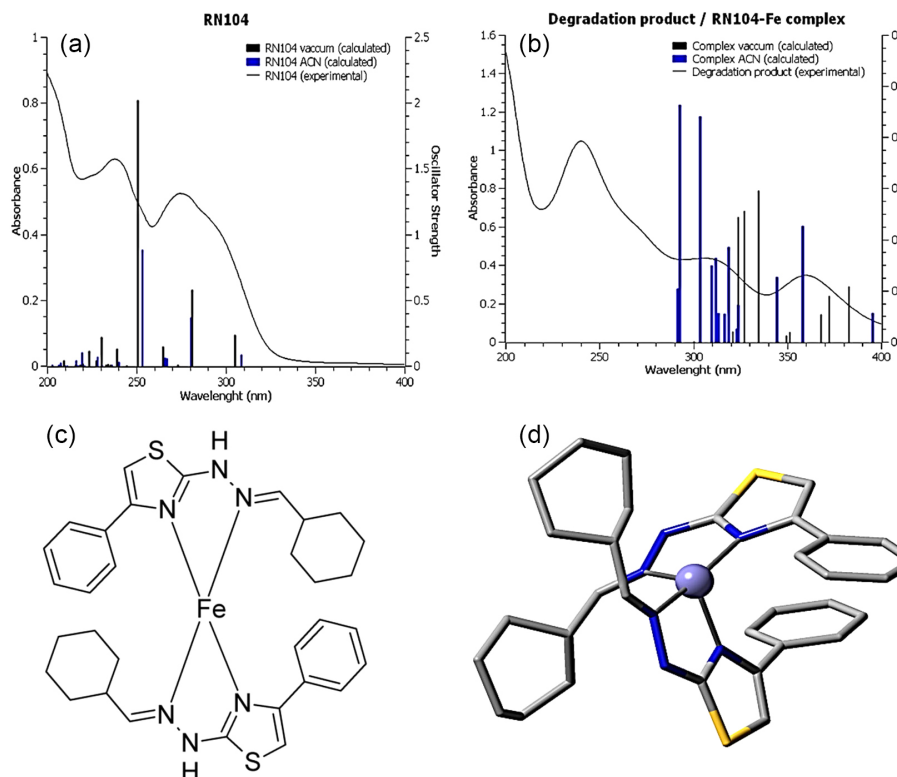 RN104
(a)
RN104 vaccum (calculated)
RN104 ACN (calculated)
RN104 (experimental)
1
0.8
0.6
0.4
0.2
0
Absorbance
2.5
2
1.5
1
0.5
0
Oscillator Strength
200 250 300 350 400
Wavelenght (nm)
Degradation product / RN104-Fe complex
(b)
Complex vaccum (calculated)
Complex ACN (calculated)
Degradation product (experimental)
1.6
1.4
1.2
1
0.8
0.6
0.4
0.2
0
Absorbance
200 250 300 350 400
Wavelenght (nm)
(c)
S
H
N
N
N
Fe
N
N
N
H
S
(d)